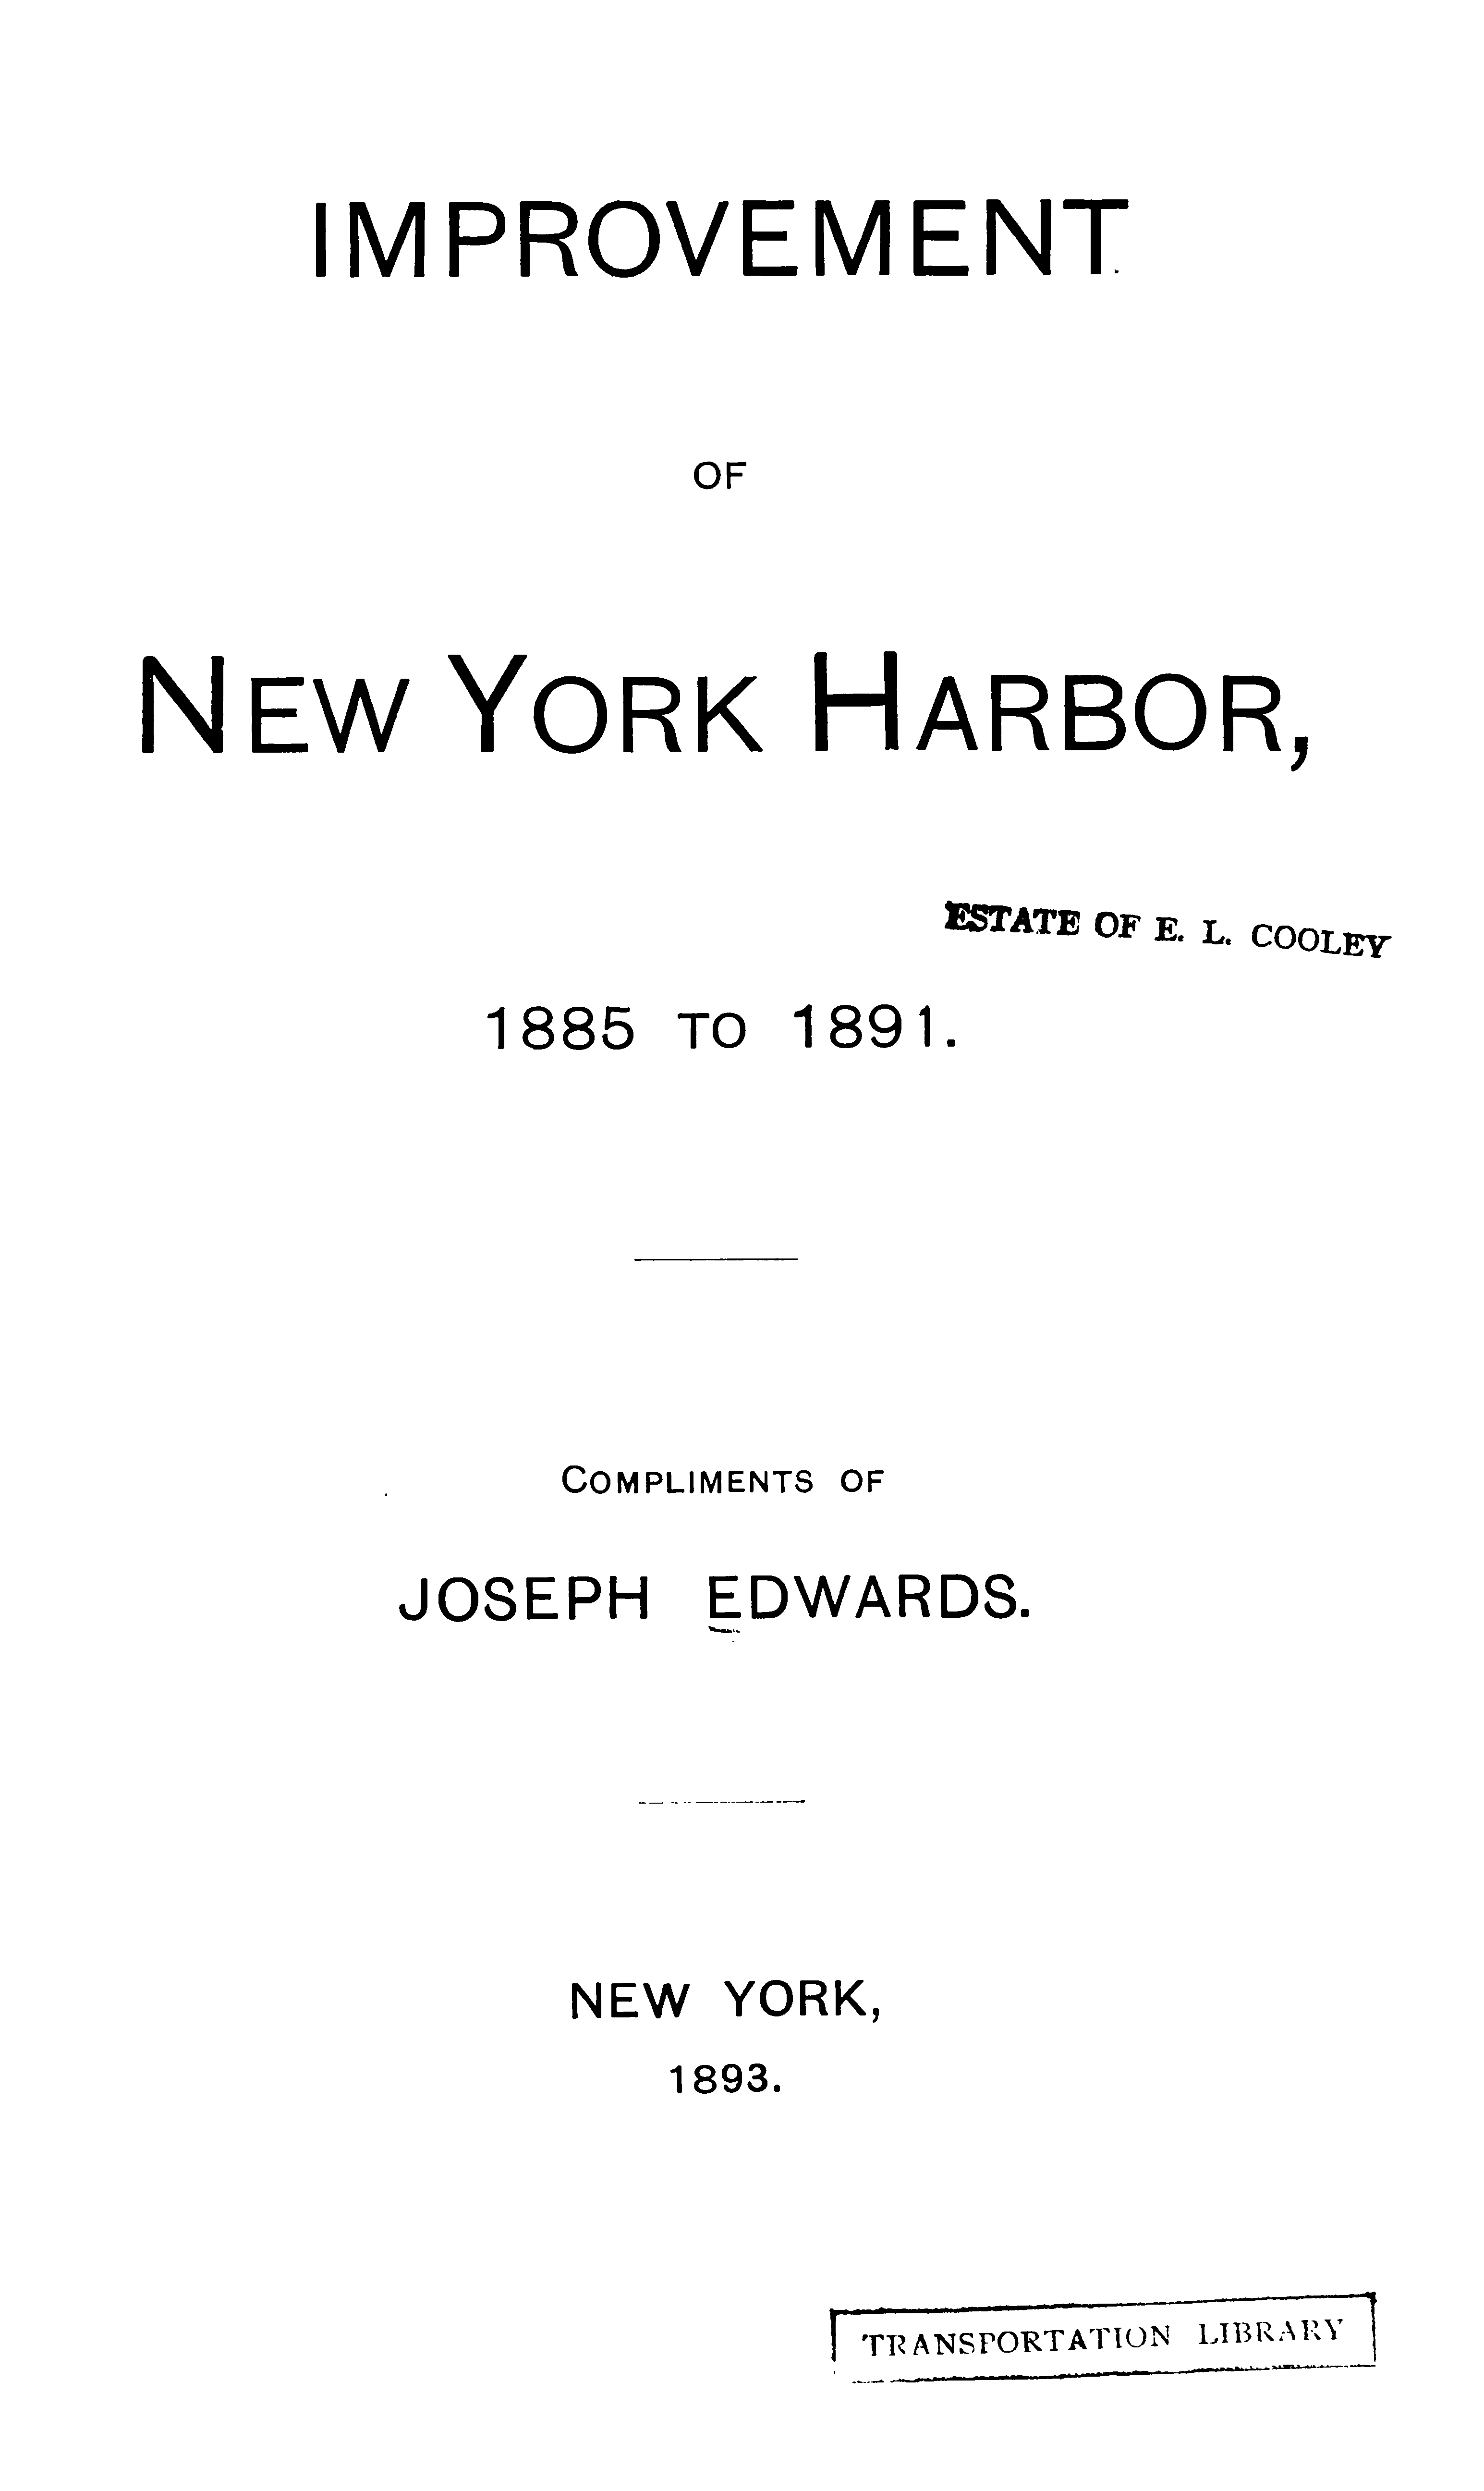 IMPROVEMENT
OF
NEW YORK HARBOR,
ESTATE OF E. L. COOLEY
1885 TO 1891.
COMPLIMENTS OF
JOSEPH EDWARDS.
NEW YORK,
1893.
TRANSPORTATION LIBRARY